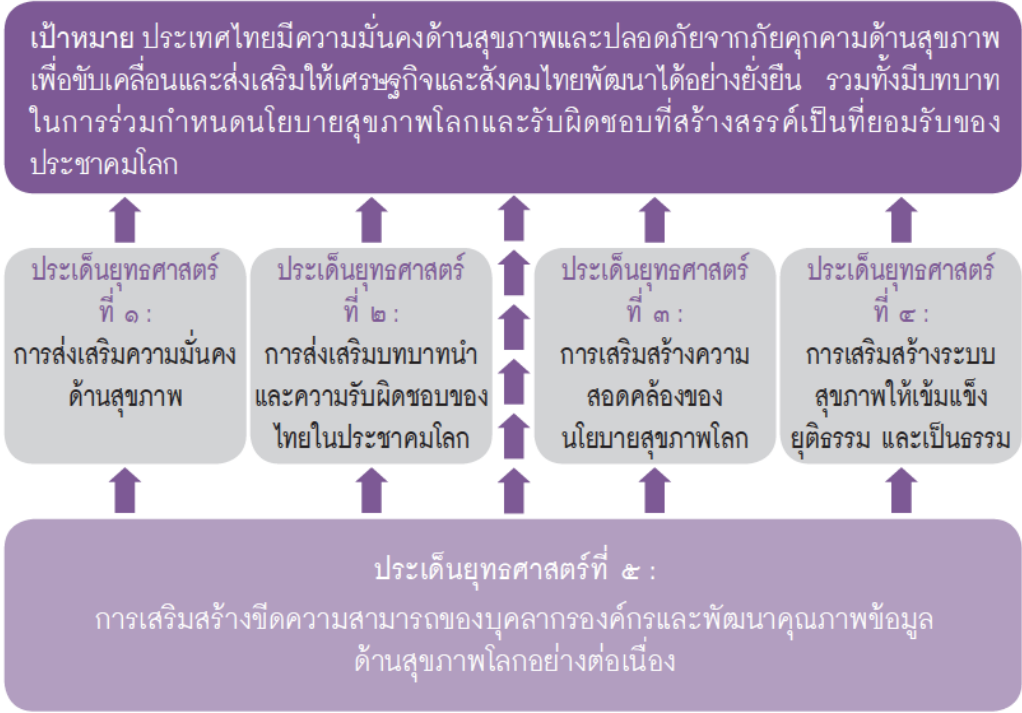 เป้าหมาย ประเทศไทยมีความมั่นคงด้านสุขภาพและปลอดภัยจากภัยคุกคามด้านสุขภาพ
เพื่อขับเคลื่อนและส่งเสริมให้เศรษฐกิจและสังคมไทยพัฒนาได้อย่างยั่งยืน รวมทั้งมีบทบาท
ในการร่วมกำหนดนโยบายสุขภาพโลกและรับผิดชอบที่สร้างสรรค์เป็นที่ยอมรับของ
ประชาคมโลก
ประเด็นยุทธศาสตร์
ที่ ๑ :
การส่งเสริมความมั่นคง
ด้านสุขภาพ
ประเด็นยุทธศาสตร์
ที่ ๒ :
การส่งเสริมบทบาทนำ
และความรับผิดชอบของ
ไทยในประชาคมโลก
ประเด็นยุทธศาสตร์
ที่ ๓ :
การเสริมสร้างความ
สอดคล้องของ
นโยบายสุขภาพโลก
ประเด็นยุทธศาสตร์
ที่ ๔ :
การเสริมสร้างระบบ
สุขภาพให้เข้มแข็ง
ยุติธรรม และเป็นธรรม
ประเด็นยุทธศาสตร์ที่ ๕ :
การเสริมสร้างขีดความสามารถของบุคลากรองค์กรและพัฒนาคุณภาพข้อมูล
ด้านสุขภาพโลกอย่างต่อเนื่อง